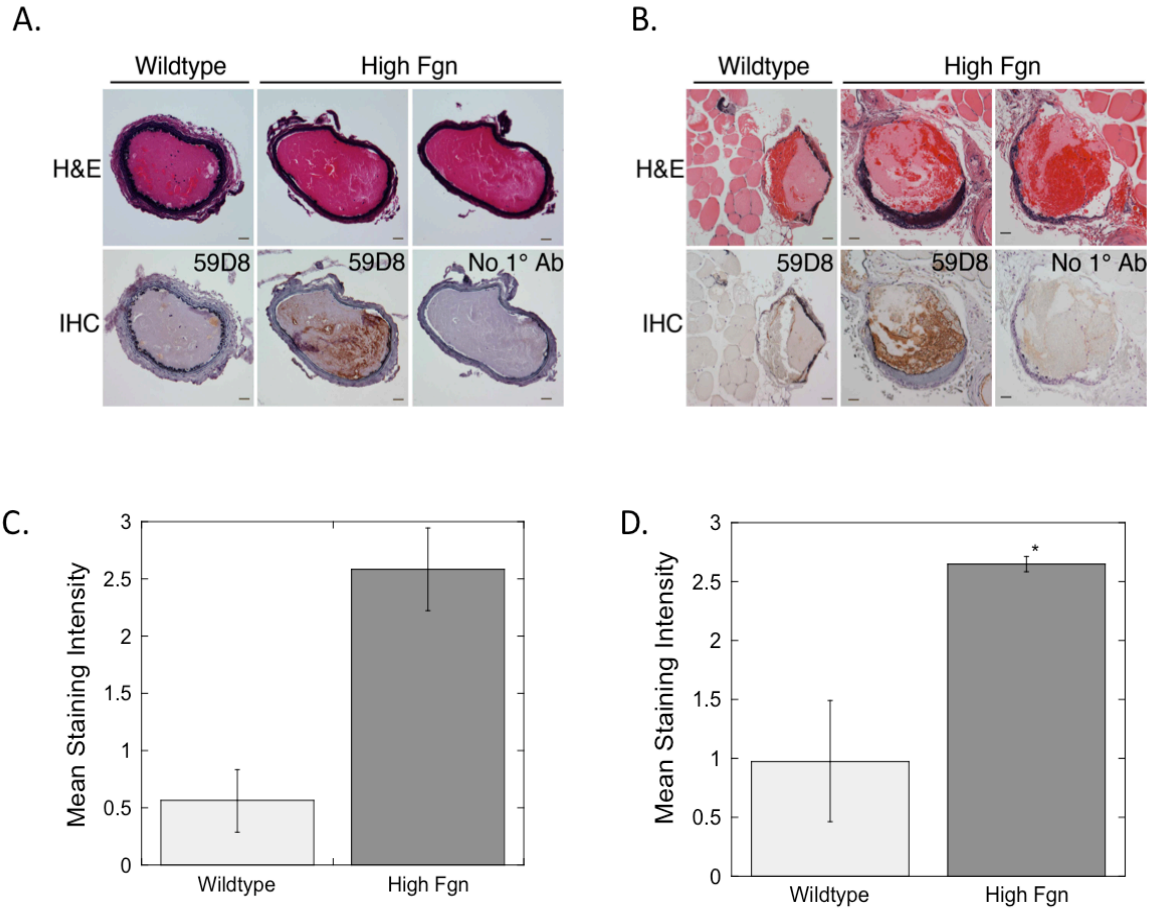 A.
Wildtype High Fgn
H&E
59D8 59D8 No 1° Ab
IHC
B.
Wildtype High Fgn
H&E
59D8 59D8 No 1° Ab
IHC
C.
3
2.5
2
1.5
1
0.5
0
Mean Staining Intensity
Wildtype High Fgn
D.
3
2.5
2
1.5
1
0.5
0
Mean Staining Intensity
*
Wildtype High Fgn